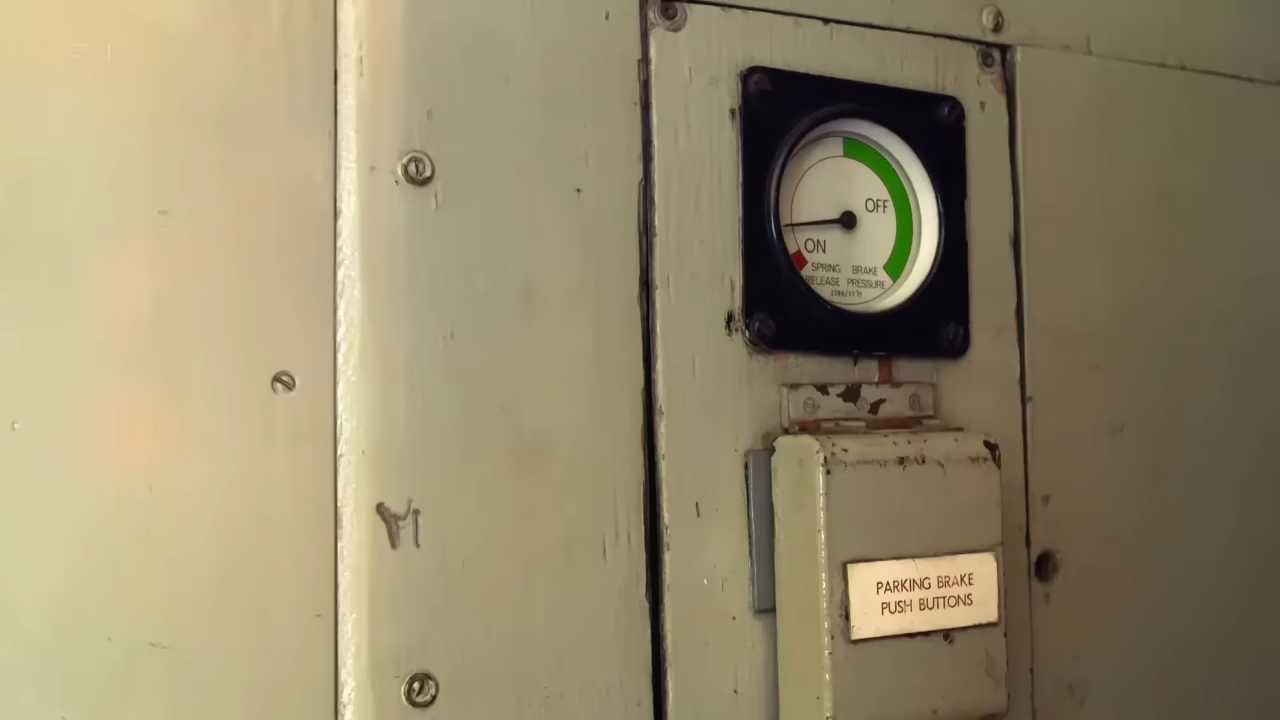 OFF
ON
SPRING BRAKE
RELEASE PRESSURE
PARKING BRAKE
PUSH BUTTONS